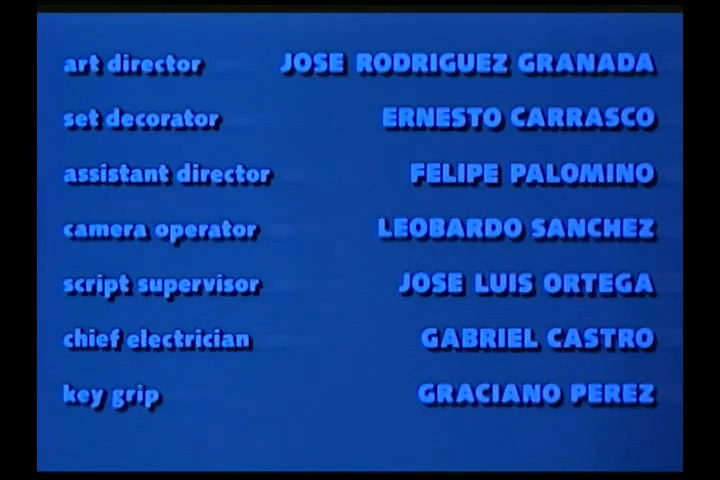 art director JOSE RODRIGUEZ GRANADA
set decorator ERNESTO CARRASCO
assistant director FELIPE PALOMINO
camera operator LEOBARDO SANCHEZ
script supervisor JOSE LUIS ORTEGA
chief electrician GABRIEL CASTRO
key grip GRACIANO PEREZ